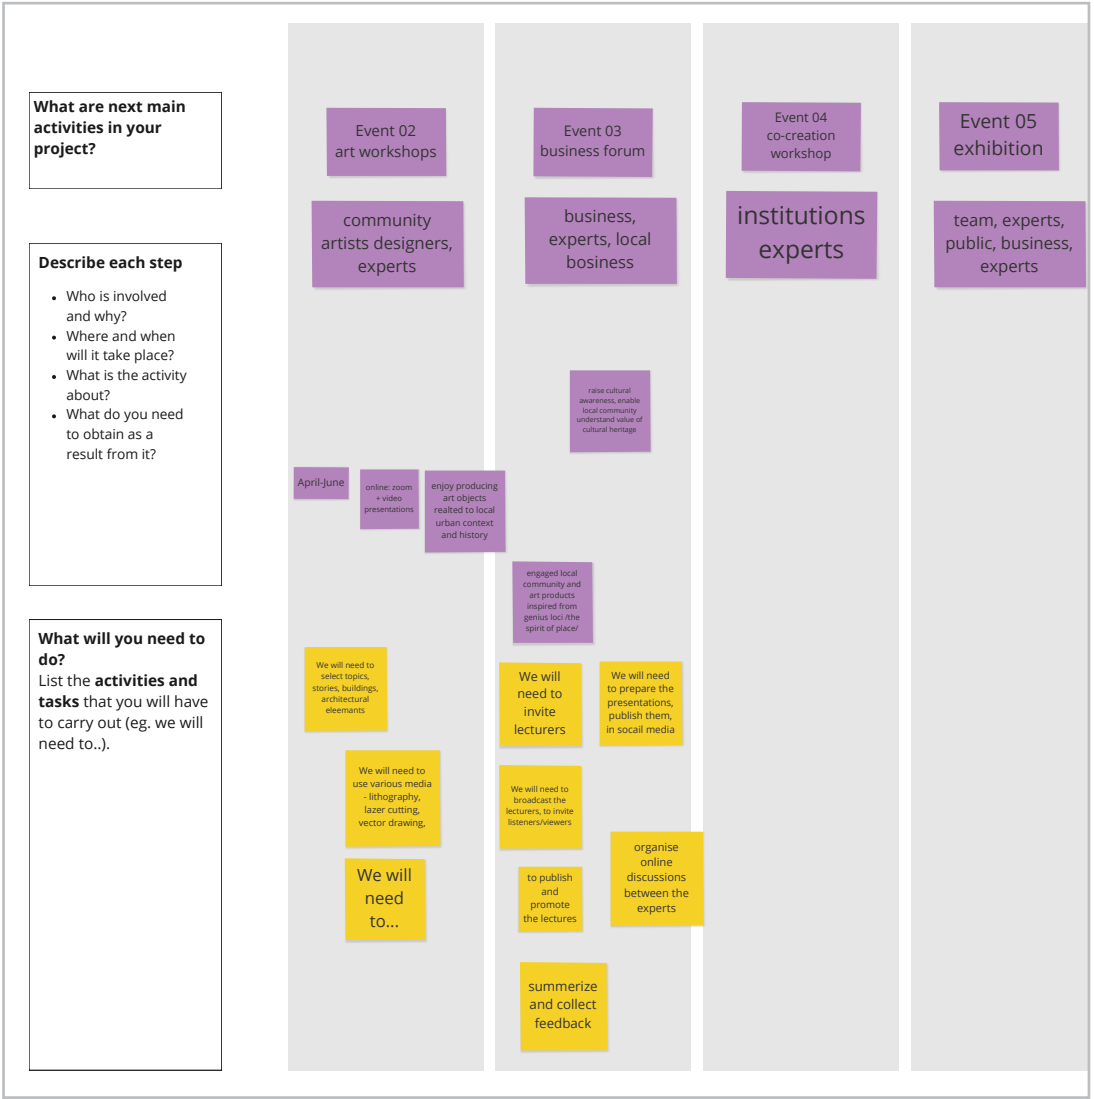 What are next main
activities in your
project?
Event 02
art workshops
Event 03
business forum
Event 04
co-creation
workshop
Event 05
exhibition
community
artists designers,
experts
business,
experts, local
bosiness
institutions
experts
team, experts,
public, business,
experts
Describe each step
• Who is involved
and why?
• Where and when
will it take place?
• What is the activity
about?
• What do you need
to obtain as a
result from it?
raise cultural
awareness, enable
local community
understand value of
cultural heritage
April-June
online: zoom
+ video
presentations
enjoy producing
art objects
realted to local
urban context
and history
engaged local
community and
art products
inspired from
genius loci /the
spirit of place/
What will you need to
do?
List the activities and
tasks that you will have
to carry out (eg. we will
need to..).
We will need to
select topics,
stories, buildings,
architectural
eleemants
We will
need to
invite
lecturers
We will need
to prepare the
presentations,
publish them,
in socail media
We will need to
use various media
- lithography,
lazer cutting,
vector drawing,
We will need to
broadcast the
lecturers, to invite
listeners/viewers
We will
need
to...
to publish
and
promote
the lectures
organise
online
discussions
between the
experts
summerize
and collect
feedback